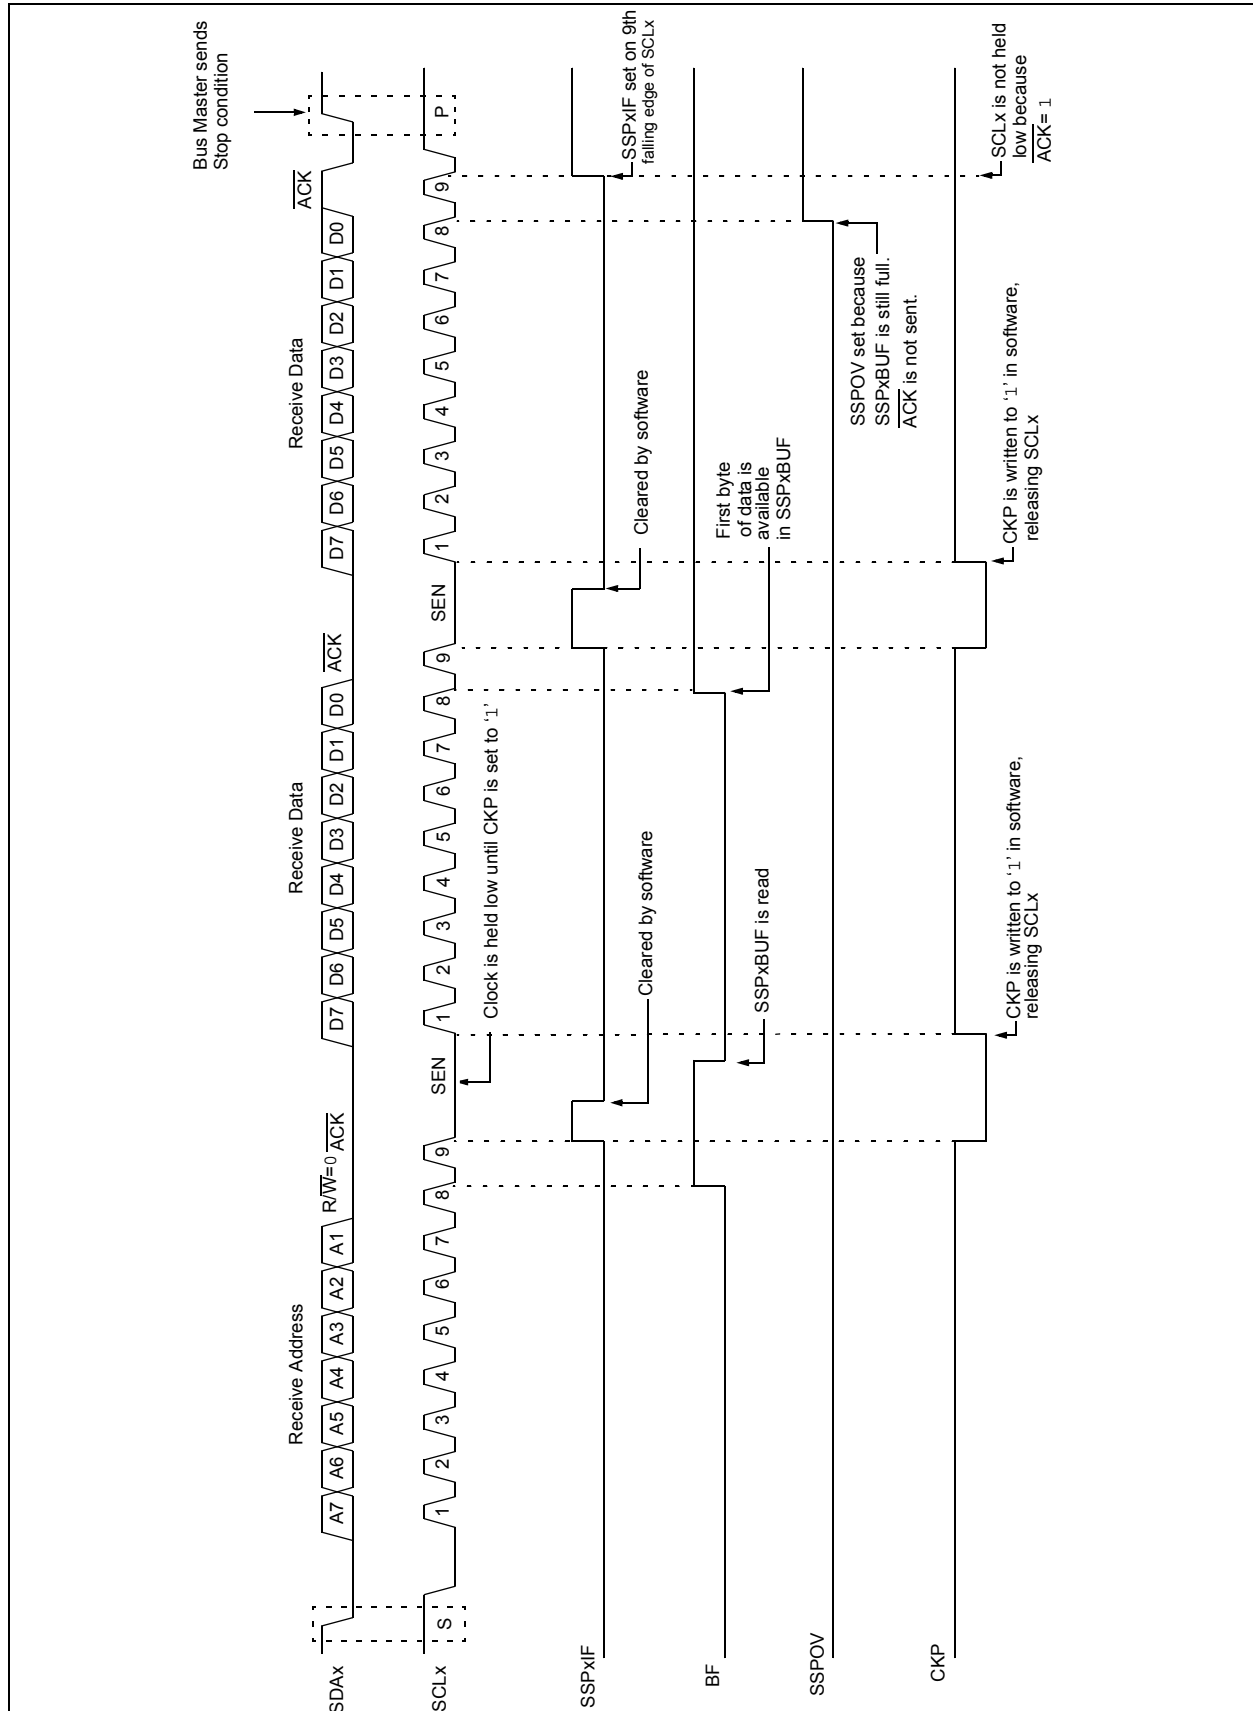 Bus Master sends
Stop condition
Receive Address
Receive Data
Receive Data
SDAx
A7 A6 A5 A4 A3 A2 A1 R/W=0 ACK D7 D6 D5 D4 D3 D2 D1 D0 ACK D7 D6 D5 D4 D3 D2 D1 D0 ACK
SCLx
S 1 2 3 4 5 6 7 8 9 SEN 1 2 3 4 5 6 7 8 9 SEN 1 2 3 4 5 6 7 8 9 P
Clock is held low until CKP is set to ‘1’
SSPxIF
Cleared by software
Cleared by software
SSPxIF set on 9th
falling edge of SCLx
BF
SSPxBUF is read
First byte
of data is
available
in SSPxBUF
SSPOV
SSPOV set because
SSPxBUF is still full.
ACK is not sent.
CKP
CKP is written to ‘1’ in software,
releasing SCLx
CKP is written to ‘1’ in software,
releasing SCLx
SCLx is not held
low because
ACK= 1